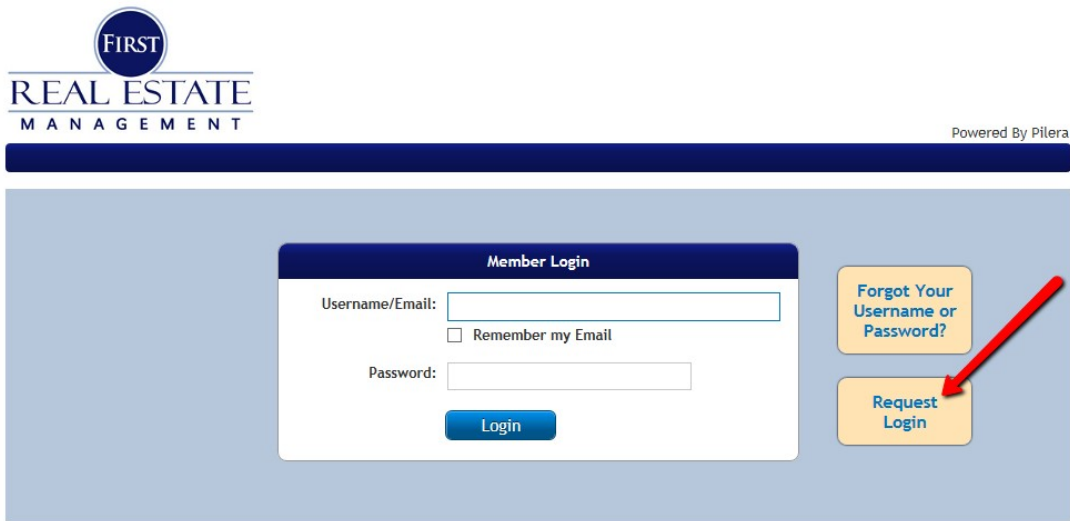 FIRST
REAL ESTATE
MANAGEMENT
Powered By Pilera
Member Login
Username/Email:
Remember my Email
Password:
Login
Forgot Your
Username or
Password?
Request
Login